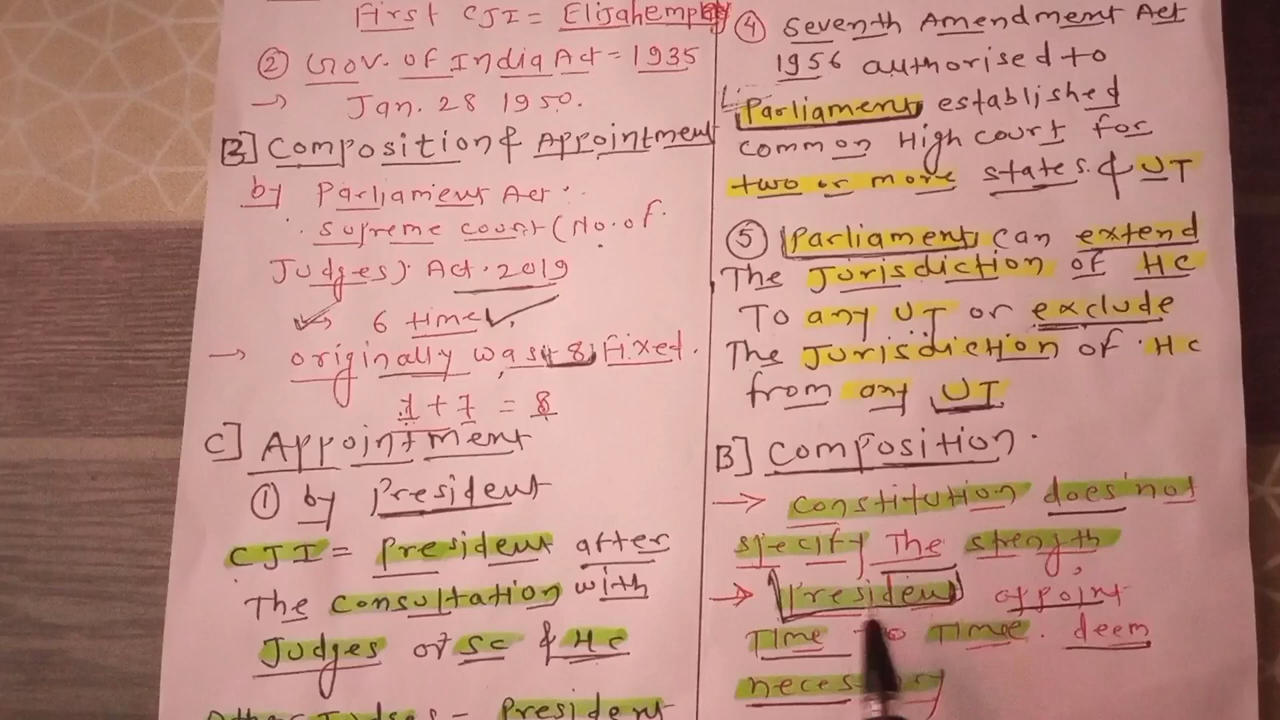 First CJI = Elijahempey
② Gov. of India Act = 1935
→ Jan. 28 1950.
B] Composition & Appointment
by Parliament Act.
Supreme court (No. of
Judges) Act. 2019
→ 6 time ✓.
→ originally was 8 Fixed.
1 + 7 = 8
C] Appointment
① by President
CJI = President after
The Consultation with
Judges of SC & HC
Other Judges - President
④ Seventh Amendment Act
1956 authorised to
Parliament established
common High court for
two or more states. & UT
⑤ Parliament can extend
The Jurisdiction of HC
To any UT or exclude
The Jurisdiction of HC
from any UT
B] Composition.
→ Constitution does not
specify The strength
→ President appoint
Time to Time. deem
necessary